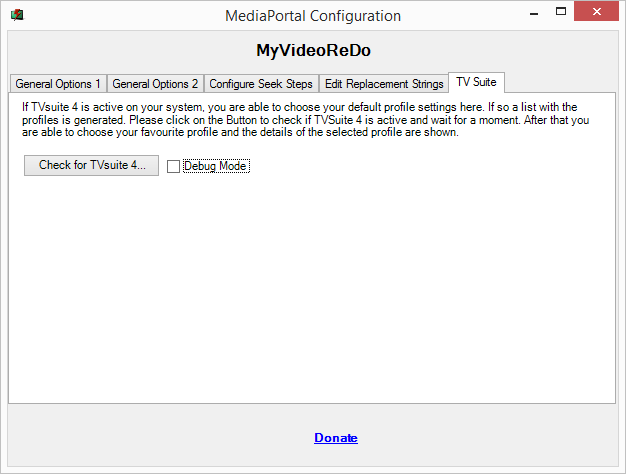 MediaPortal Configuration
MyVideoReDo
General Options 1 General Options 2 Configure Seek Steps Edit Replacement Strings TV Suite
If TVsuite 4 is active on your system, you are able to choose your default profile settings here. If so a list with the
profiles is generated. Please click on the Button to check if TVSuite 4 is active and wait for a moment. After that you
are able to choose your favourite profile and the details of the selected profile are shown.
Check for TVsuite 4... Debug Mode
Donate